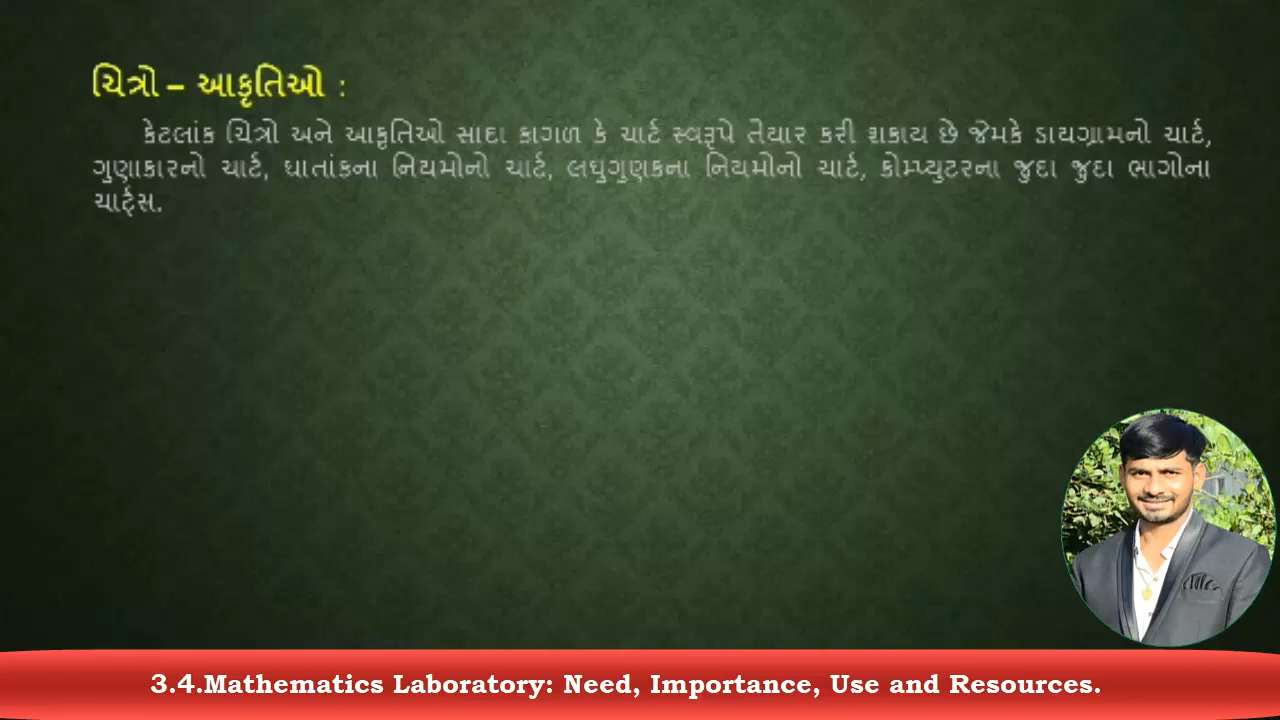 ચિત્રો – આકૃતિઓ :
કેટલાંક ચિત્રો અને આકૃતિઓ સાદા કાગળ કે ચાર્ટ સ્વરૂપે તૈયાર કરી શકાય છે જેમકે ડાયગ્રામનો ચાર્ટ,
ગુણાકારનો ચાર્ટ, ઘાતાંકના નિયમોનો ચાર્ટ, લઘુગુણકના નિયમોનો ચાર્ટ, કોમ્પ્યુટરના જુદા જુદા ભાગોના
ચાર્ટ્સ.
3.4.Mathematics Laboratory: Need, Importance, Use and Resources.